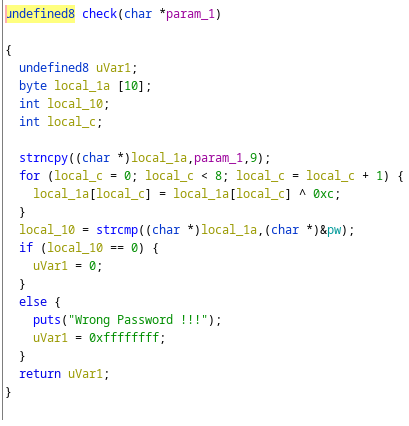 undefined8 check(char *param_1)
{
undefined8 uVar1;
byte local_1a [10];
int local_10;
int local_c;
strncpy((char *)local_1a,param_1,9);
for (local_c = 0; local_c < 8; local_c = local_c + 1) {
local_1a[local_c] = local_1a[local_c] ^ 0xc;
}
local_10 = strcmp((char *)local_1a,(char *)&pw);
if (local_10 == 0) {
uVar1 = 0;
}
else {
puts("Wrong Password !!!");
uVar1 = 0xffffffff;
}
return uVar1;
}